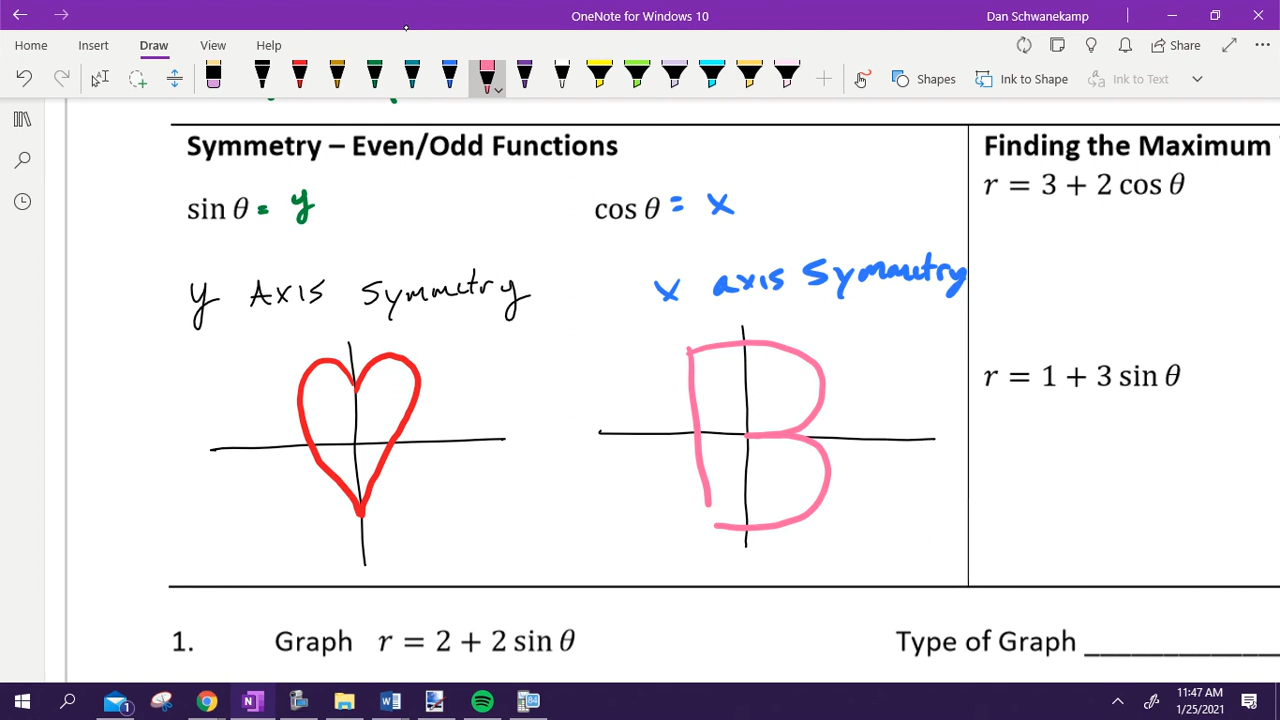 OneNote for Windows 10
Dan Schwanekamp
Home Insert Draw View Help
Share
Shapes
Ink to Shape
Ink to Text
Symmetry – Even/Odd Functions
sin θ = y
cos θ = x
y Axis Symmetry
x axis Symmetry
Finding the Maximum
r = 3 + 2 cos θ
r = 1 + 3 sin θ
1. Graph r = 2 + 2 sin θ
Type of Graph ____________
11:47 AM
1/25/2021